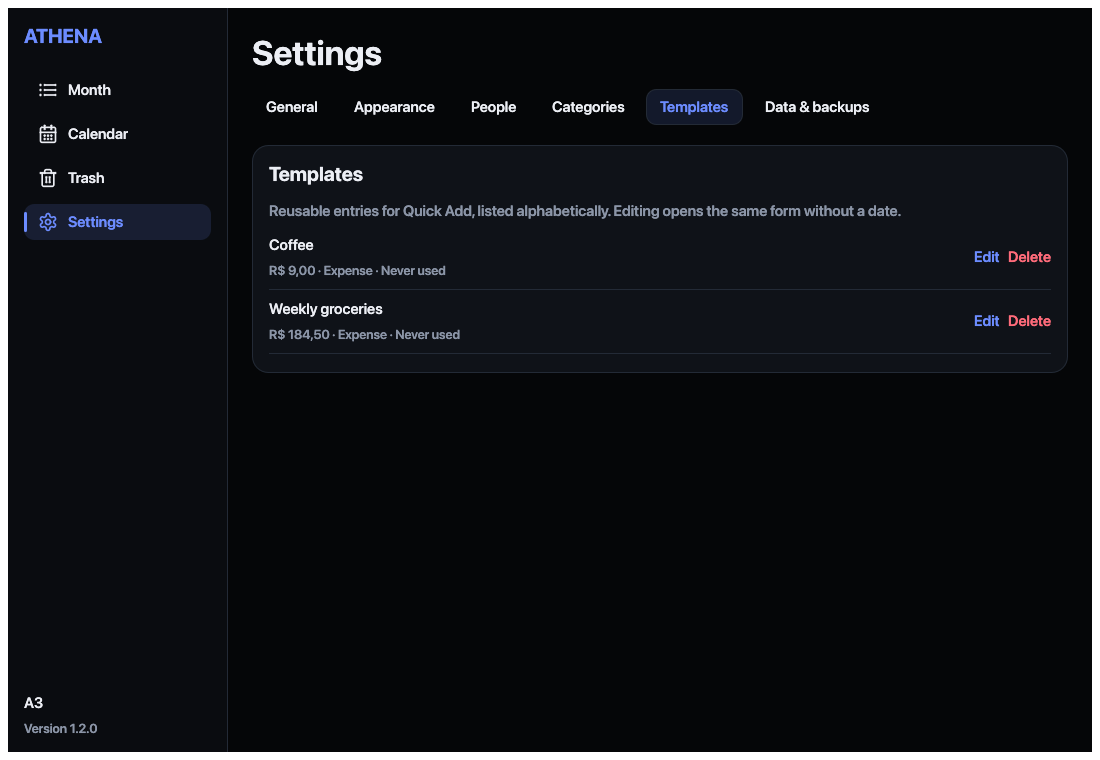 ATHENA
Month
Calendar
Trash
Settings
A3
Version 1.2.0
Settings
General
Appearance
People
Categories
Templates
Data & backups
Templates
Reusable entries for Quick Add, listed alphabetically. Editing opens the same form without a date.
Coffee
R$ 9,00 · Expense · Never used
Edit Delete
Weekly groceries
R$ 184,50 · Expense · Never used
Edit Delete